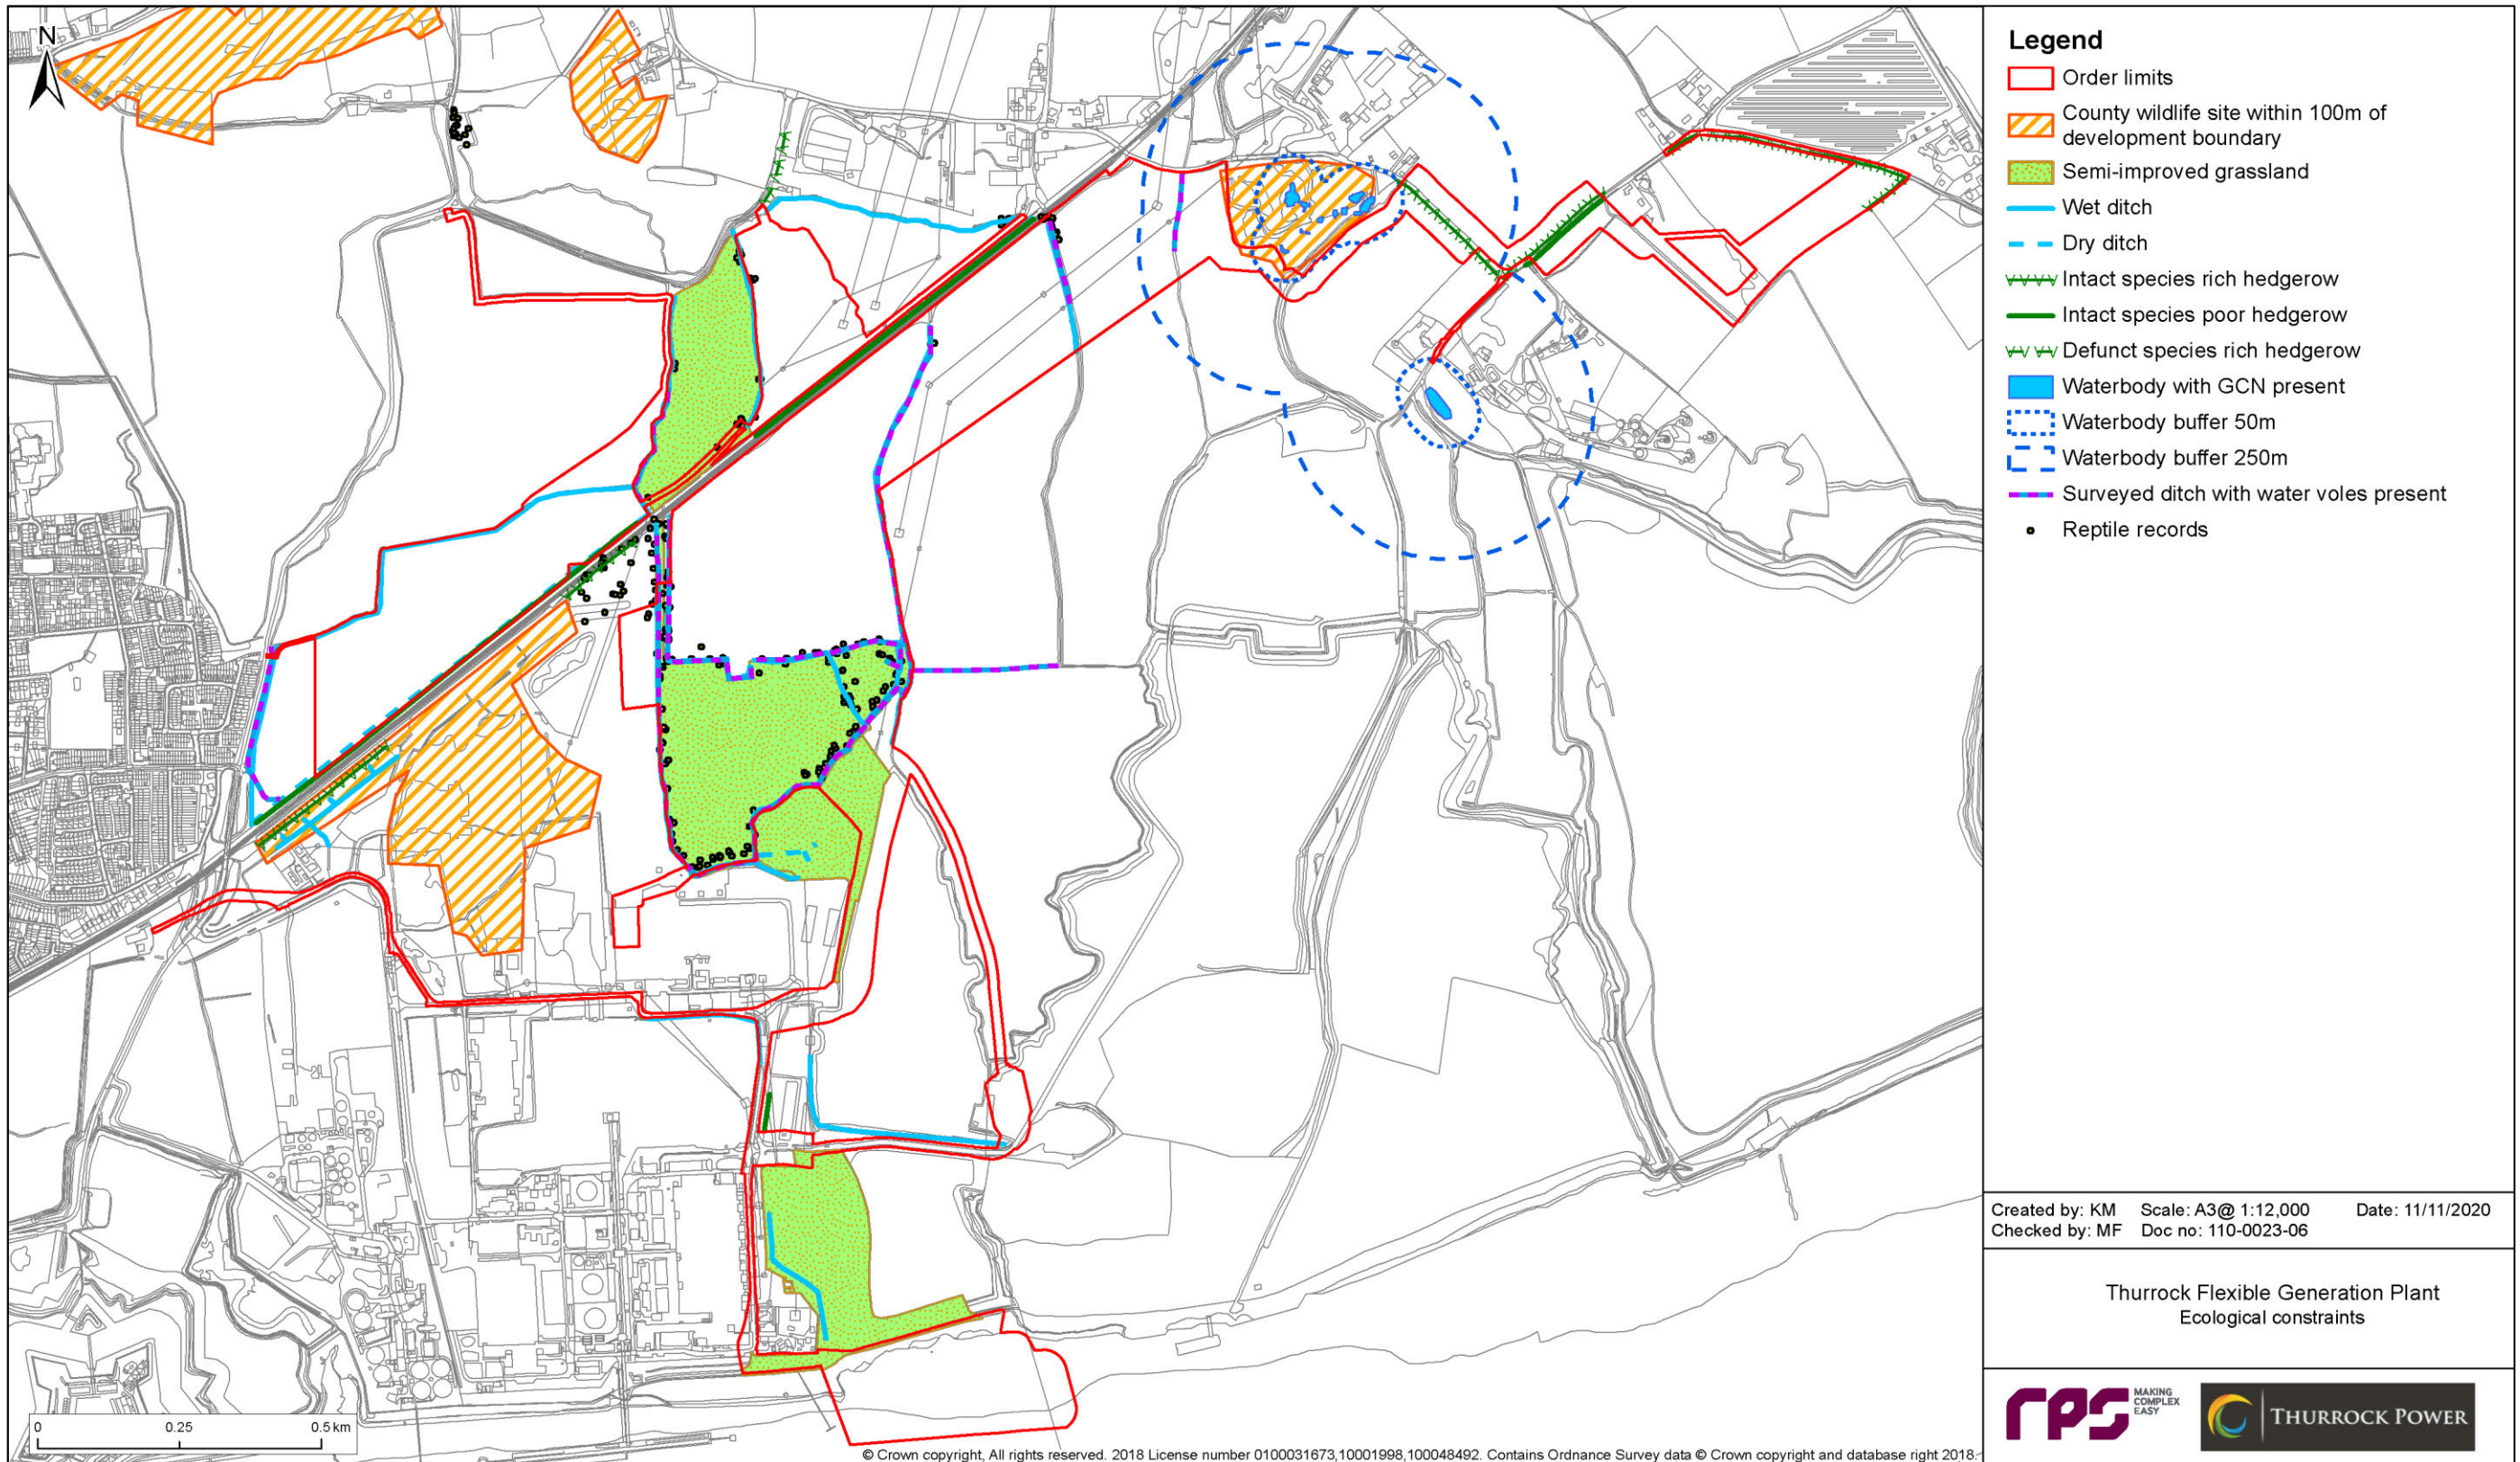 N
Legend
Order limits
County wildlife site within 100m of
development boundary
Semi-improved grassland
Wet ditch
Dry ditch
Intact species rich hedgerow
Intact species poor hedgerow
Defunct species rich hedgerow
Waterbody with GCN present
Waterbody buffer 50m
Waterbody buffer 250m
Surveyed ditch with water voles present
Reptile records
Created by: KM Scale: A3@ 1:12,000 Date: 11/11/2020
Checked by: MF Doc no: 110-0023-06
Thurrock Flexible Generation Plant
Ecological constraints
rps MAKING
COMPLEX
EASY
THURROCK POWER
0 0.25 0.5 km
© Crown copyright, All rights reserved. 2018 License number 0100031673,10001998,100048492. Contains Ordnance Survey data © Crown copyright and database right 2018.